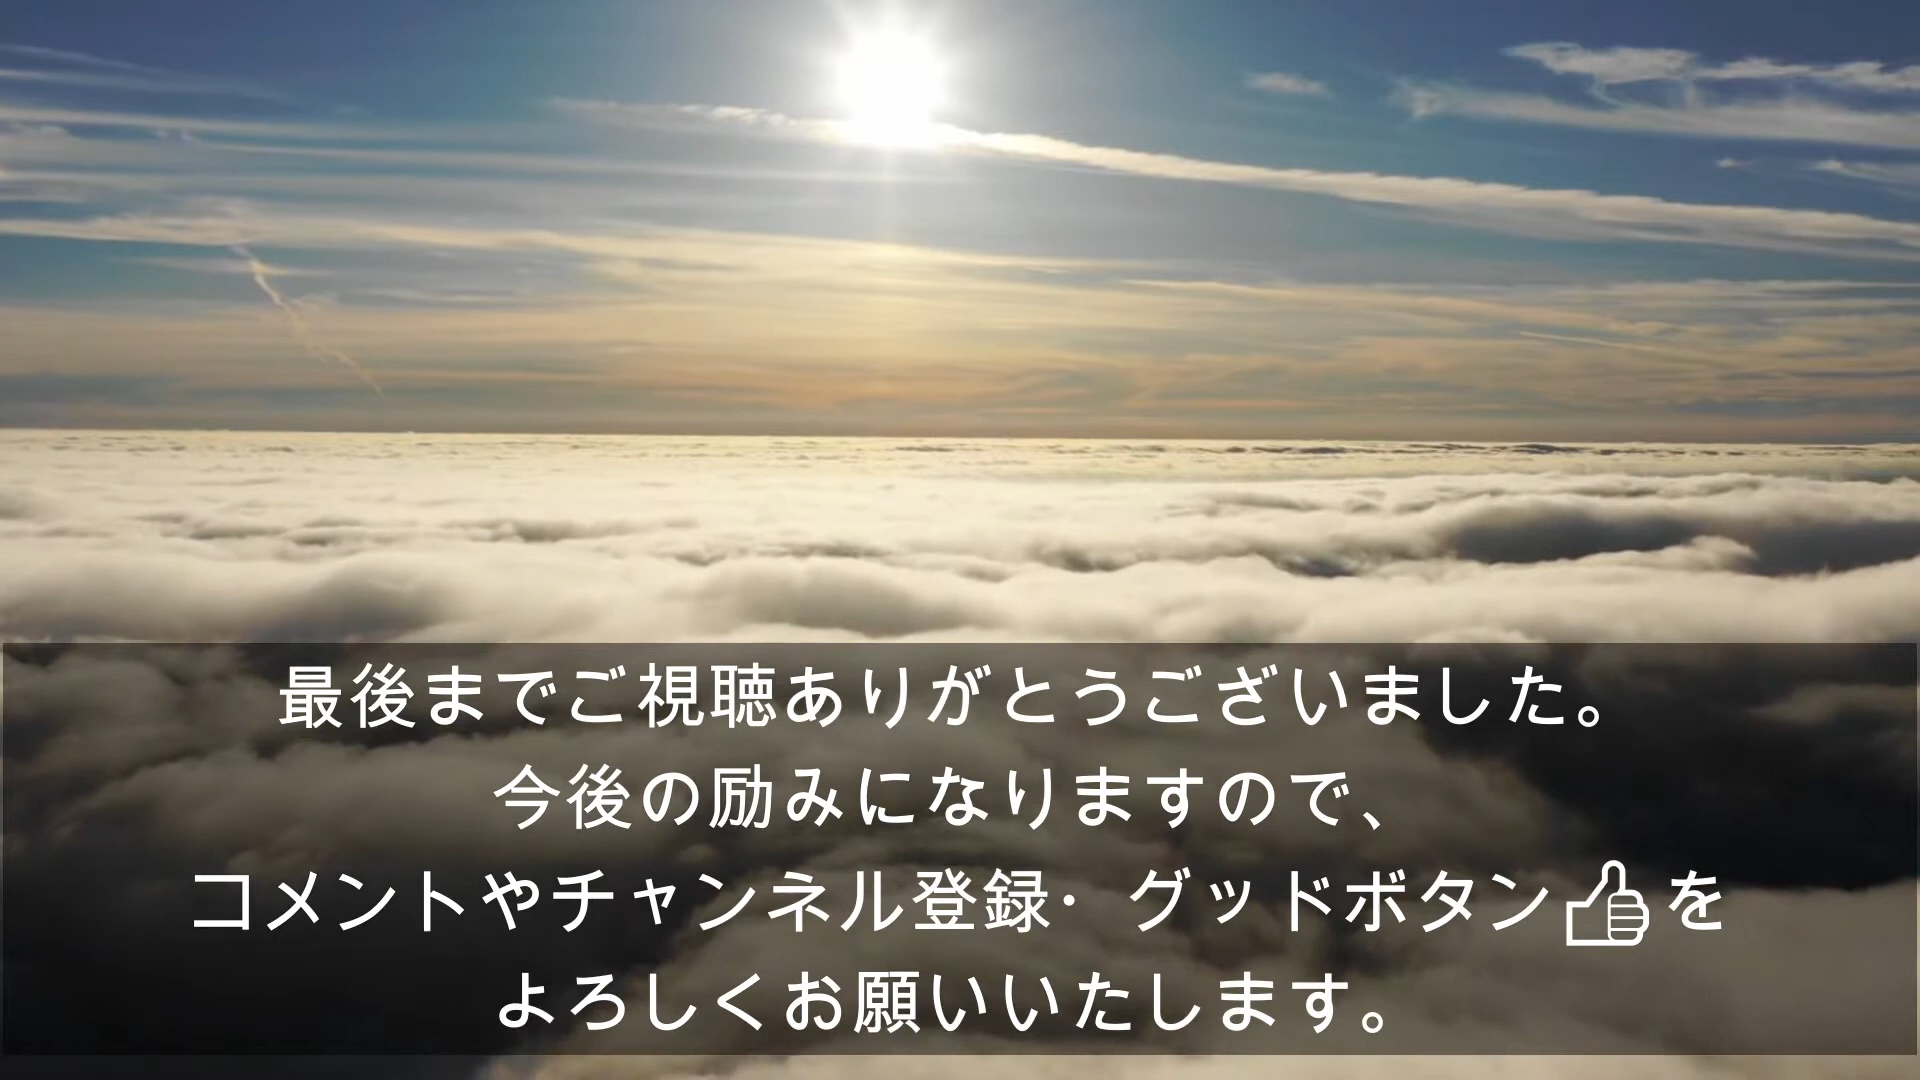 最後までご視聴ありがとうございました。
今後の励みになりますので、
コメントやチャンネル登録・グッドボタン👍を
よろしくお願いいたします。